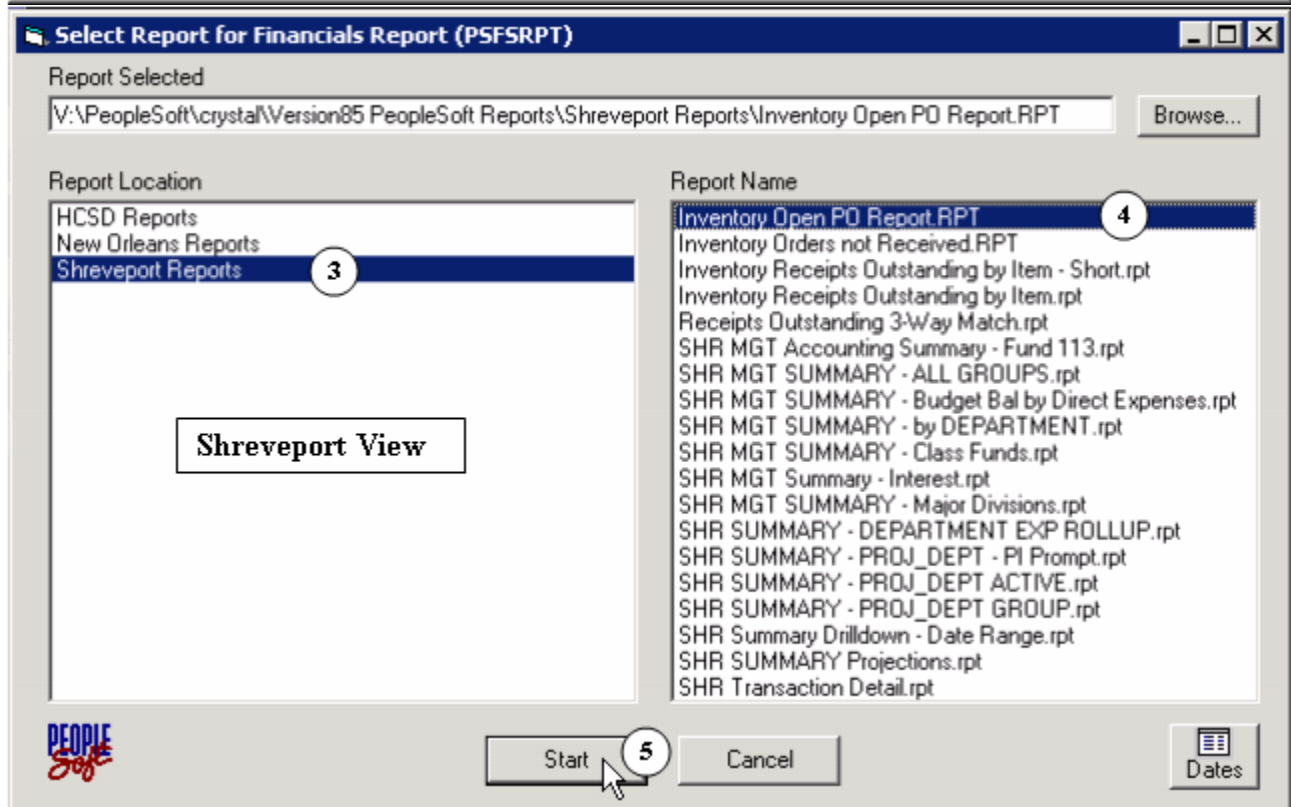 Select Report for Financials Report (PSFSRPT)
Report Selected
V:\PeopleSoft\crystal\Version85 PeopleSoft Reports\Shreveport Reports\Inventory Open PO Report.RPT
Browse...
Report Location
HCSD Reports
New Orleans Reports
Shreveport Reports
3
Shreveport View
Report Name
Inventory Open PO Report.RPT
4
Inventory Orders not Received.RPT
Inventory Receipts Outstanding by Item - Short.rpt
Inventory Receipts Outstanding by Item.rpt
Receipts Outstanding 3-Way Match.rpt
SHR MGT Accounting Summary - Fund 113.rpt
SHR MGT SUMMARY - ALL GROUPS.rpt
SHR MGT SUMMARY - Budget Bal by Direct Expenses.rpt
SHR MGT SUMMARY - by DEPARTMENT.rpt
SHR MGT SUMMARY - Class Funds.rpt
SHR MGT Summary - Interest.rpt
SHR MGT SUMMARY - Major Divisions.rpt
SHR SUMMARY - DEPARTMENT EXP ROLLUP.rpt
SHR SUMMARY - PROJ_DEPT - PI Prompt.rpt
SHR SUMMARY - PROJ_DEPT ACTIVE.rpt
SHR SUMMARY - PROJ_DEPT GROUP.rpt
SHR Summary Drilldown - Date Range.rpt
SHR SUMMARY Projections.rpt
SHR Transaction Detail.rpt
PEOPLE
Soft
Start
5
Cancel
Dates